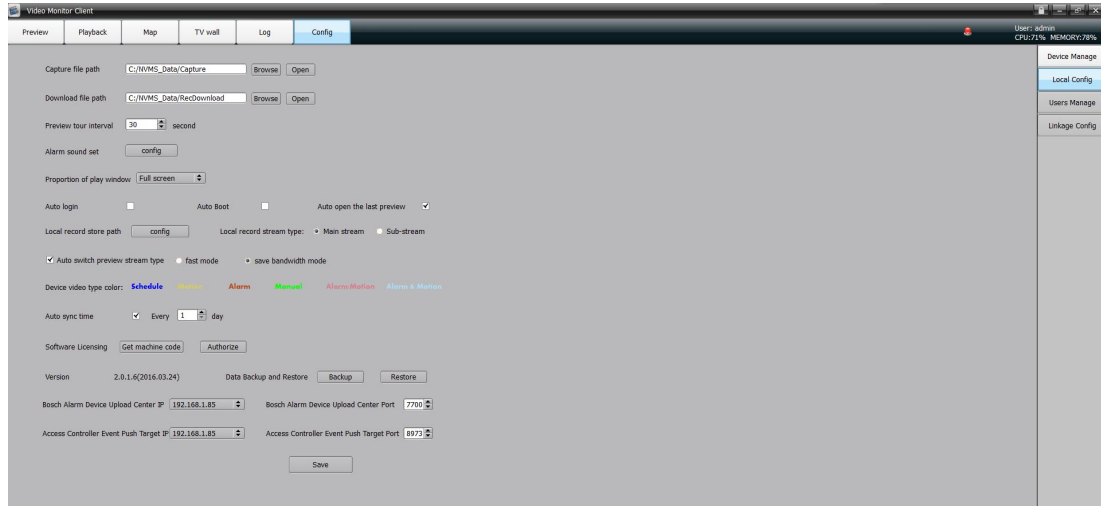 Video Monitor Client
Preview Playback Map TV wall Log Config
User: admin
CPU:71% MEMORY:78%
Device Manage
Local Config
Users Manage
Linkage Config
Capture file path C:/NVMS_Data/Capture Browse Open
Download file path C:/NVMS_Data/RecDownload Browse Open
Preview tour interval 30 second
Alarm sound set config
Proportion of play window Full screen
Auto login Auto Boot Auto open the last preview
Local record store path config Local record stream type: Main stream Sub-stream
Auto switch preview stream type fast mode save bandwidth mode
Device video type color: Schedule Motion Alarm Manual Alarm|Motion Alarm & Motion
Auto sync time Every 1 day
Software Licensing Get machine code Authorize
Version 2.0.1.6(2016.03.24) Data Backup and Restore Backup Restore
Bosch Alarm Device Upload Center IP 192.168.1.85 Bosch Alarm Device Upload Center Port 7700
Access Controller Event Push Target IP 192.168.1.85 Access Controller Event Push Target Port 8973
Save